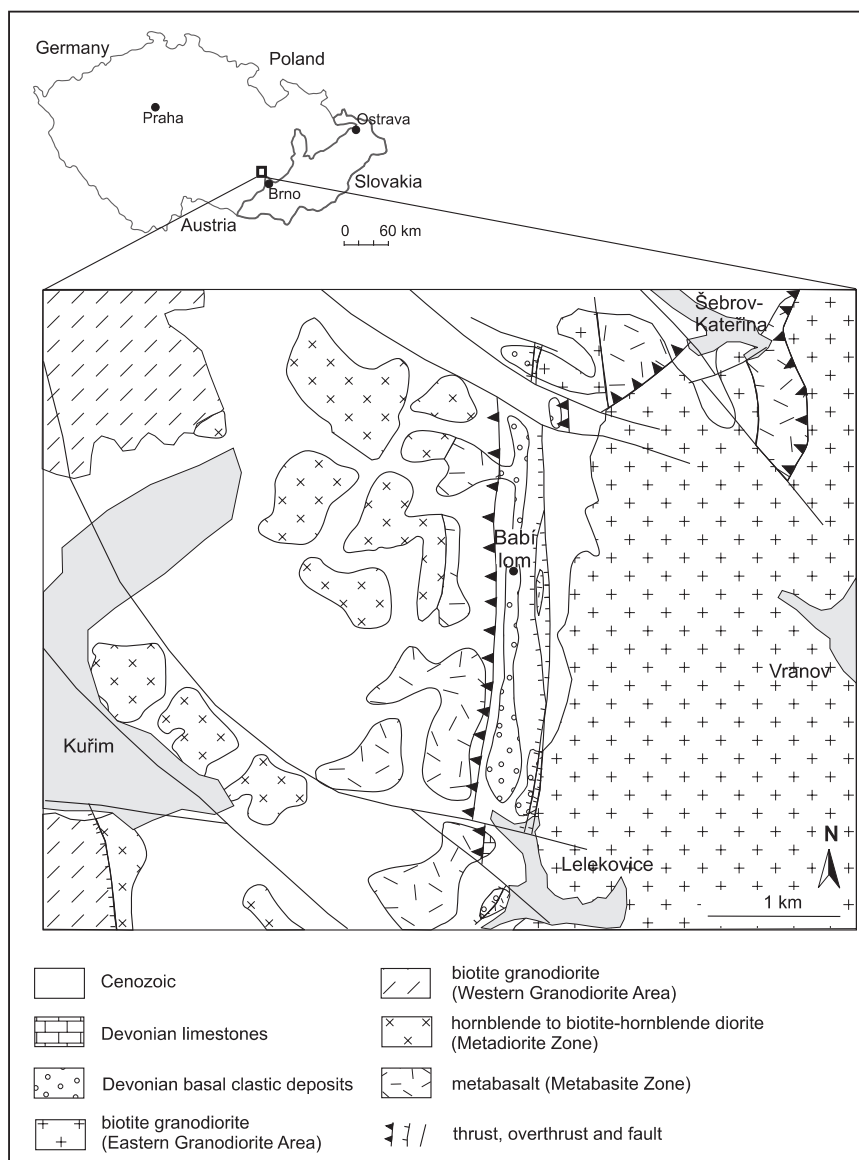 Germany
Poland
Praha
Ostrava
Brno
Slovakia
Austria
0 60 km
Šebrov-
Kateřina
Babí
lom
Vranov
Kuřim
Lelekovice
N
1 km
Cenozoic
Devonian limestones
Devonian basal clastic deposits
biotite granodiorite
(Eastern Granodiorite Area)
biotite granodiorite
(Western Granodiorite Area)
hornblende to biotite-hornblende diorite
(Metadiorite Zone)
metabasalt (Metabasite Zone)
thrust, overthrust and fault